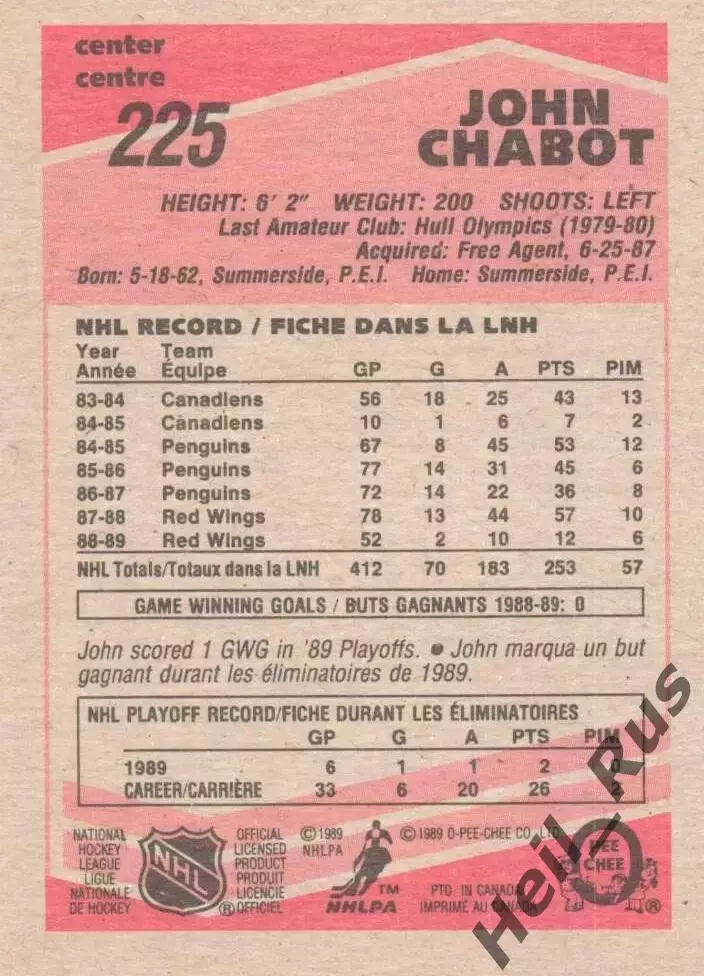 center
centre
225
JOHN
CHABOT
HEIGHT: 6' 2" WEIGHT: 200 SHOOTS: LEFT
Last Amateur Club: Hull Olympics (1979-80)
Acquired: Free Agent, 6-25-87
Born: 5-18-62, Summerside, P.E.I. Home: Summerside, P.E.I.
NHL RECORD / FICHE DANS LA LNH
Year Team
Année Équipe GP G A PTS PIM
83-84 Canadiens 56 18 25 43 13
84-85 Canadiens 10 1 6 7 2
84-85 Penguins 67 8 45 53 12
85-86 Penguins 77 14 31 45 6
86-87 Penguins 72 14 22 36 8
87-88 Red Wings 78 13 44 57 10
88-89 Red Wings 52 2 10 12 6
NHL Totals/Totaux dans la LNH 412 70 183 253 57
GAME WINNING GOALS / BUTS GAGNANTS 1988-89: 0
John scored 1 GWG in '89 Playoffs. • John marqua un but
gagnant durant les éliminatoires de 1989.
NHL PLAYOFF RECORD/FICHE DURANT LES ÉLIMINATOIRES
GP G A PTS PIM
1989 6 1 1 2 0
CAREER/CARRIÈRE 33 6 20 26 2
NATIONAL
HOCKEY
LEAGUE
LIGUE
NATIONALE
DE HOCKEY
NHL
®
OFFICIAL
LICENSED
PRODUCT
PRODUIT
LICENCIE
OFFICIEL
© 1989
NHLPA
TM
NHLPA
© 1989 O-PEE-CHEE CO. LTD.
PTD. IN CANADA
IMPRIMÉ AU CANADA
O
PEE
CHEE
®
Heil_Rus